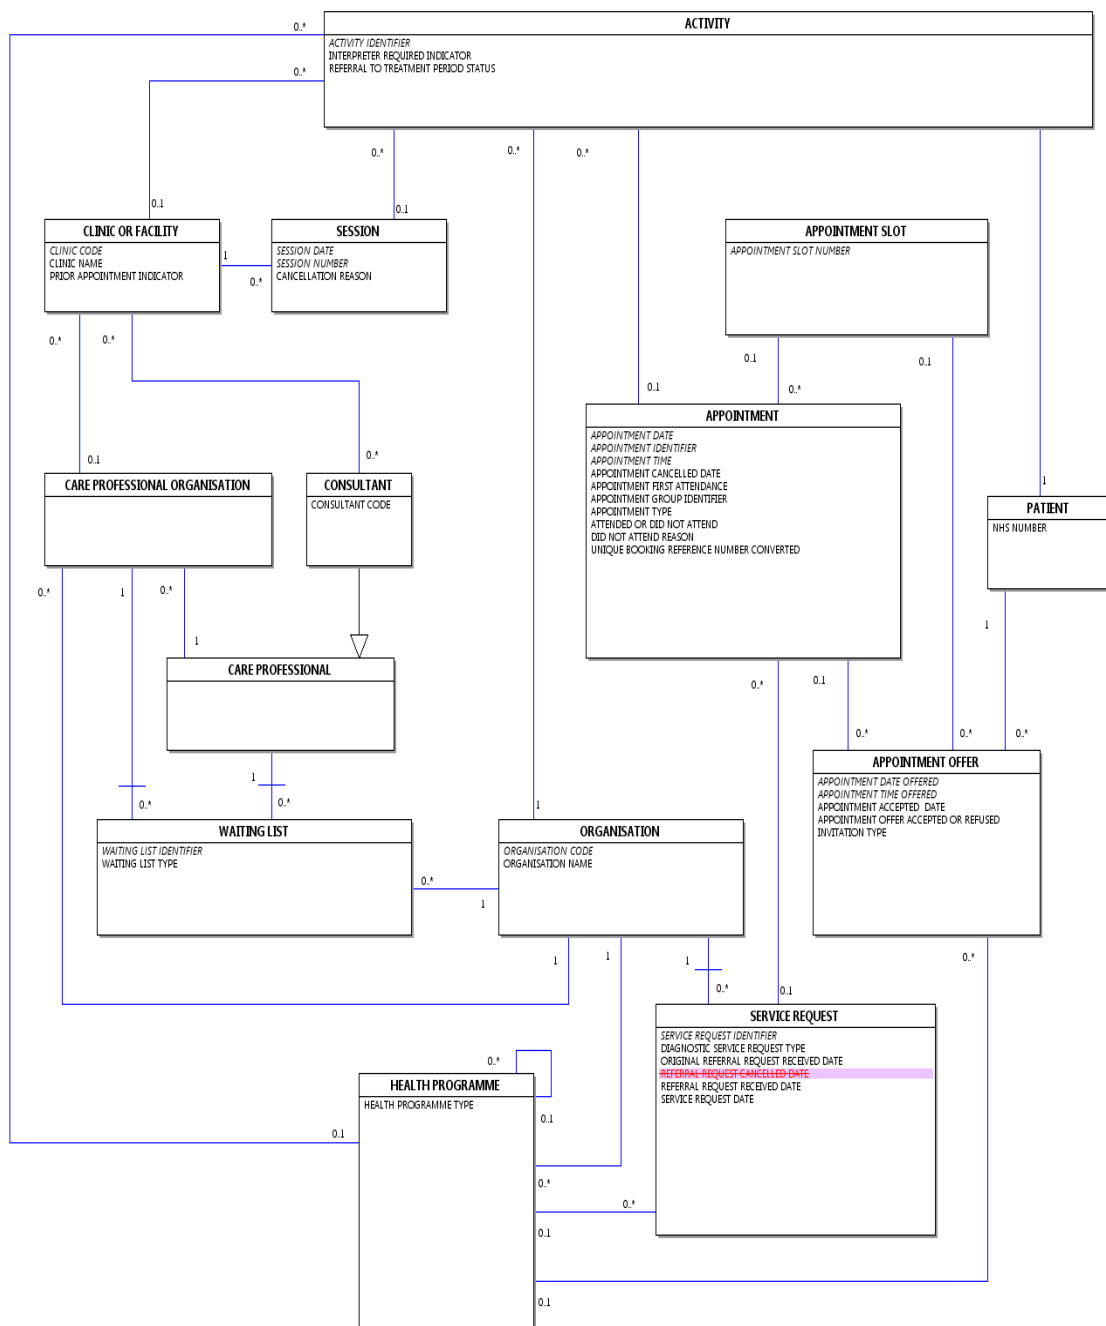 ACTIVITY
ACTIVITY IDENTIFIER
INTERPRETER REQUIRED INDICATOR
REFERRAL TO TREATMENT PERIOD STATUS
0..*
0..*
0..*
0..*
0..*
0..1
0..1
CLINIC OR FACILITY
CLINIC CODE
CLINIC NAME
PRIOR APPOINTMENT INDICATOR
1
0..*
SESSION
SESSION DATE
SESSION NUMBER
CANCELLATION REASON
APPOINTMENT SLOT
APPOINTMENT SLOT NUMBER
0..*
0..*
0..1
0..1
0..1
0..*
APPOINTMENT
APPOINTMENT DATE
APPOINTMENT IDENTIFIER
APPOINTMENT TIME
APPOINTMENT CANCELLED DATE
APPOINTMENT FIRST ATTENDANCE
APPOINTMENT GROUP IDENTIFIER
APPOINTMENT TYPE
ATTENDED OR DID NOT ATTEND
DID NOT ATTEND REASON
UNIQUE BOOKING REFERENCE NUMBER CONVERTED
0..1
0..*
CARE PROFESSIONAL ORGANISATION
CONSULTANT
CONSULTANT CODE
1
PATIENT
NHS NUMBER
0..*
1
0..*
1
1
CARE PROFESSIONAL
0..*
0..1
0..*
0..*
0..*
APPOINTMENT OFFER
APPOINTMENT DATE OFFERED
APPOINTMENT TIME OFFERED
APPOINTMENT ACCEPTED DATE
APPOINTMENT OFFER ACCEPTED OR REFUSED
INVITATION TYPE
1
0..*
0..*
1
WAITING LIST
WAITING LIST IDENTIFIER
WAITING LIST TYPE
0..*
1
ORGANISATION
ORGANISATION CODE
ORGANISATION NAME
1
1
1
0..*
0..*
0..1
SERVICE REQUEST
SERVICE REQUEST IDENTIFIER
DIAGNOSTIC SERVICE REQUEST TYPE
ORIGINAL REFERRAL REQUEST RECEIVED DATE
REFERRAL REQUEST CANCELLED DATE
REFERRAL REQUEST RECEIVED DATE
SERVICE REQUEST DATE
0..*
HEALTH PROGRAMME
HEALTH PROGRAMME TYPE
0..1
0..1
0..*
0..*
0..1
0..1